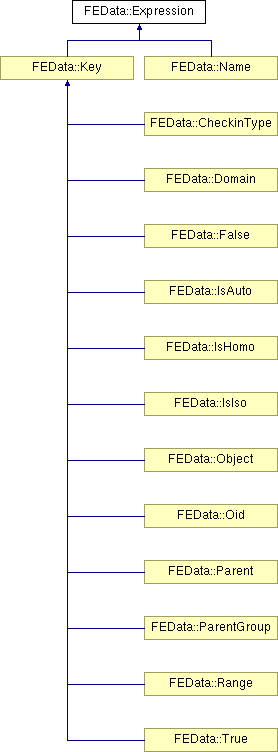 FEData::Expression
FEData::Key
FEData::Name
FEData::CheckinType
FEData::Domain
FEData::False
FEData::IsAuto
FEData::IsHomo
FEData::IsIso
FEData::Object
FEData::Oid
FEData::Parent
FEData::ParentGroup
FEData::Range
FEData::True